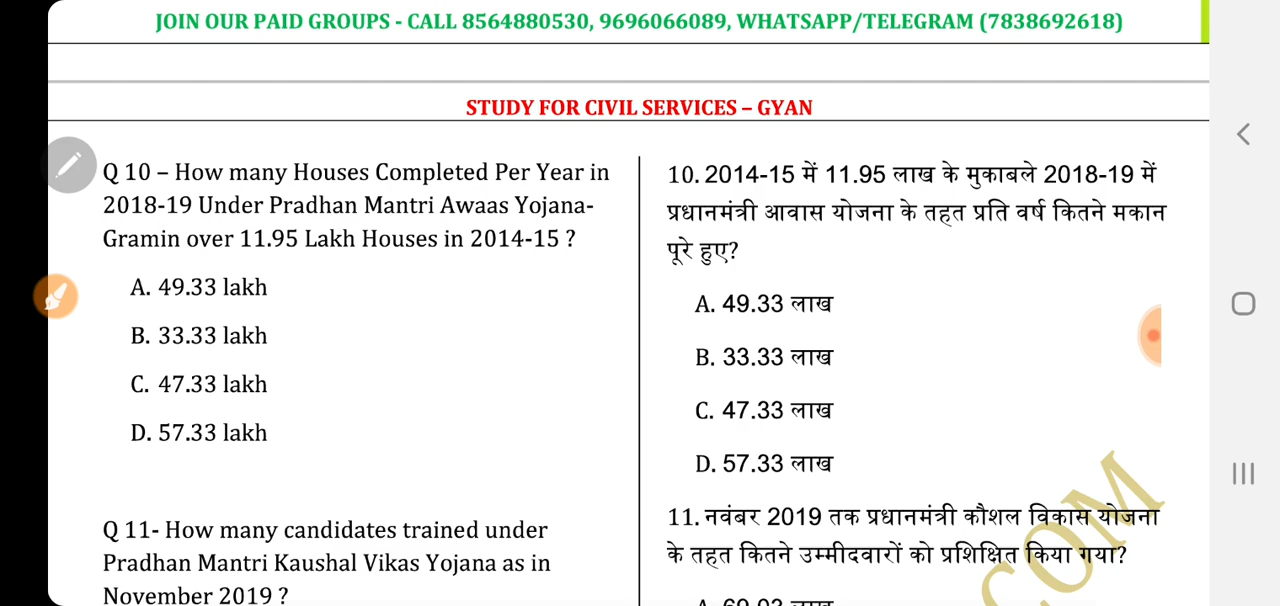 JOIN OUR PAID GROUPS - CALL 8564880530, 9696066089, WHATSAPP/TELEGRAM (7838692618)
STUDY FOR CIVIL SERVICES – GYAN
Q 10 – How many Houses Completed Per Year in
2018-19 Under Pradhan Mantri Awaas Yojana-
Gramin over 11.95 Lakh Houses in 2014-15 ?
A. 49.33 lakh
B. 33.33 lakh
C. 47.33 lakh
D. 57.33 lakh
Q 11- How many candidates trained under
Pradhan Mantri Kaushal Vikas Yojana as in
November 2019 ?
10. 2014-15 में 11.95 लाख के मुकाबले 2018-19 में
प्रधानमंत्री आवास योजना के तहत प्रति वर्ष कितने मकान
पूरे हुए?
A. 49.33 लाख
B. 33.33 लाख
C. 47.33 लाख
D. 57.33 लाख
11. नवंबर 2019 तक प्रधानमंत्री कौशल विकास योजना
के तहत कितने उम्मीदवारों को प्रशिक्षित किया गया?
COM